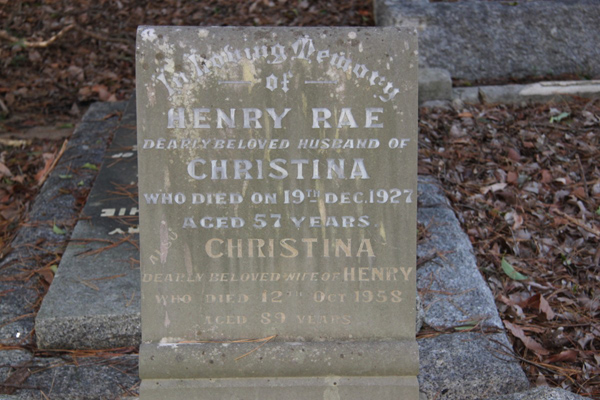 In Loving Memory
of
HENRY RAE
DEARLY BELOVED HUSBAND OF
CHRISTINA
WHO DIED ON 19TH DEC. 1927
AGED 57 YEARS.
CHRISTINA
DEARLY BELOVED WIFE OF HENRY
WHO DIED 12TH OCT 1958
AGED 89 YEARS